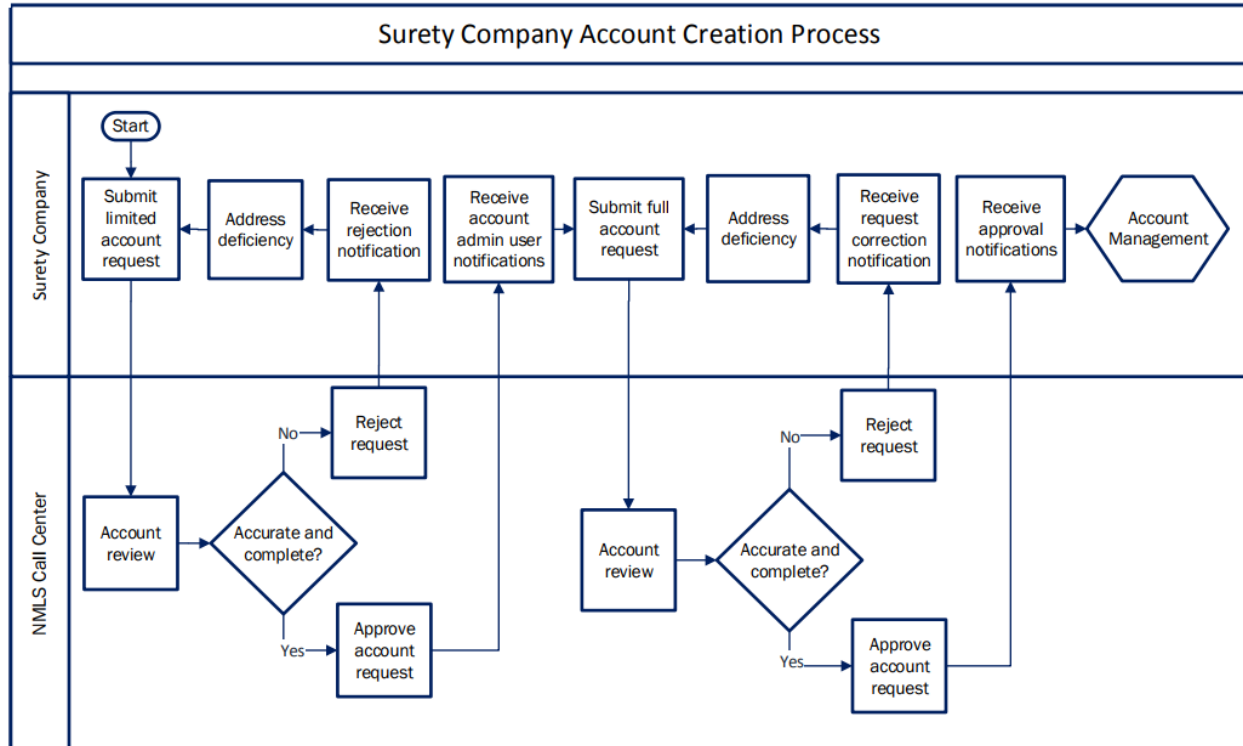 Surety Company Account Creation Process
Surety Company
Start
Submit
limited
account
request
Address
deficiency
Receive
rejection
notification
Receive
account
admin user
notifications
Submit full
account
request
Address
deficiency
Receive
request
correction
notification
Receive
approval
notifications
Account
Management
NMLS Call Center
Account
review
Accurate and
complete?
No
Reject
request
Yes
Approve
account
request
Account
review
Accurate and
complete?
No
Reject
request
Yes
Approve
account
request